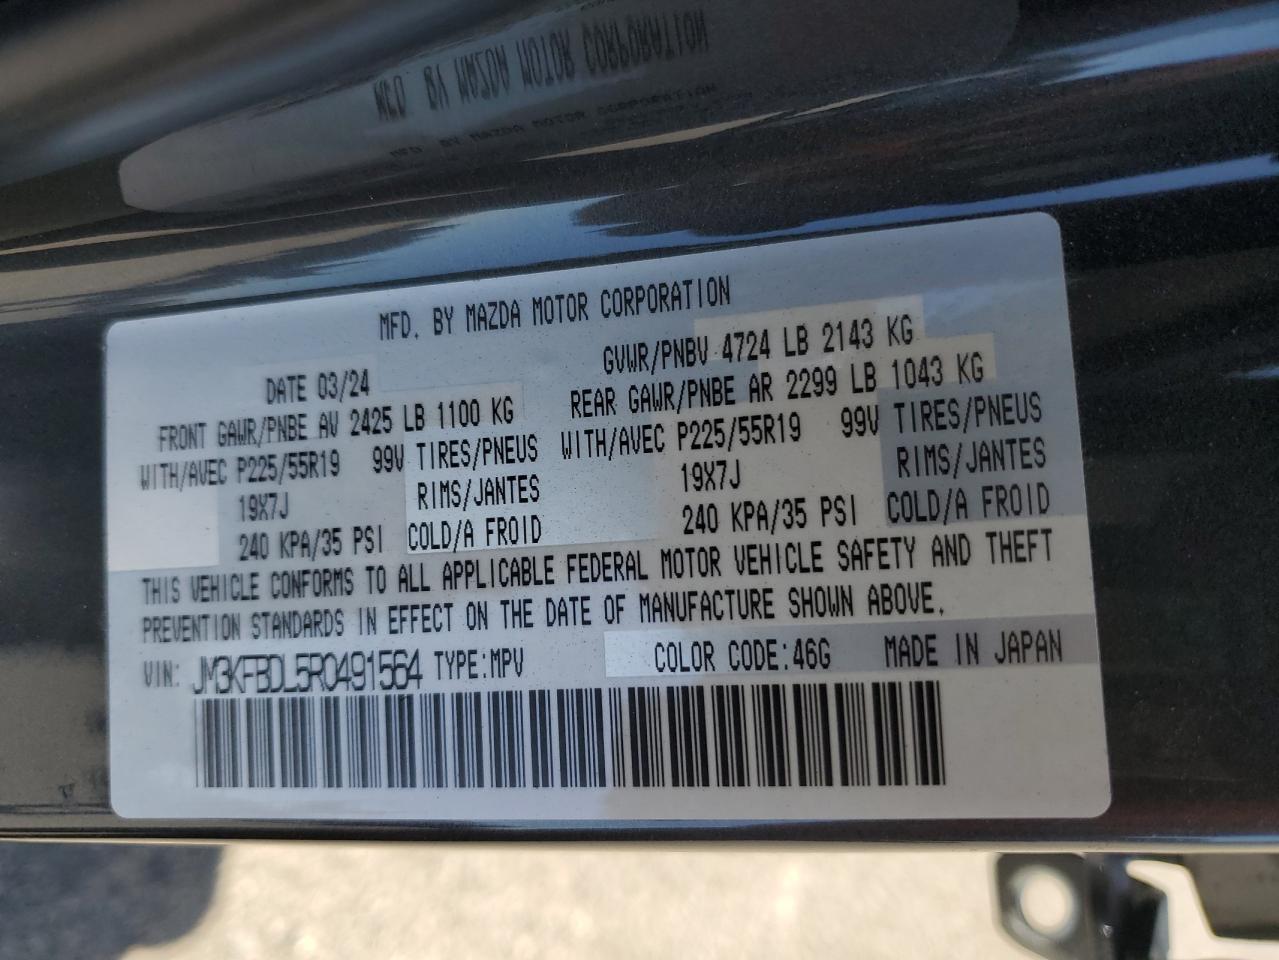 MFD. BY MAZDA MOTOR CORPORATION
DATE 03/24 GVWR/PNBV 4724 LB 2143 KG
FRONT GAWR/PNBE AV 2425 LB 1100 KG REAR GAWR/PNBE AR 2299 LB 1043 KG
WITH/AVEC P225/55R19 99V TIRES/PNEUS WITH/AVEC P225/55R19 99V TIRES/PNEUS
19X7J RIMS/JANTES 19X7J RIMS/JANTES
240 KPA/35 PSI COLD/A FROID 240 KPA/35 PSI COLD/A FROID
THIS VEHICLE CONFORMS TO ALL APPLICABLE FEDERAL MOTOR VEHICLE SAFETY AND THEFT
PREVENTION STANDARDS IN EFFECT ON THE DATE OF MANUFACTURE SHOWN ABOVE.
VIN: JM3KFBDL5R0491564 TYPE:MPV COLOR CODE:46G MADE IN JAPAN